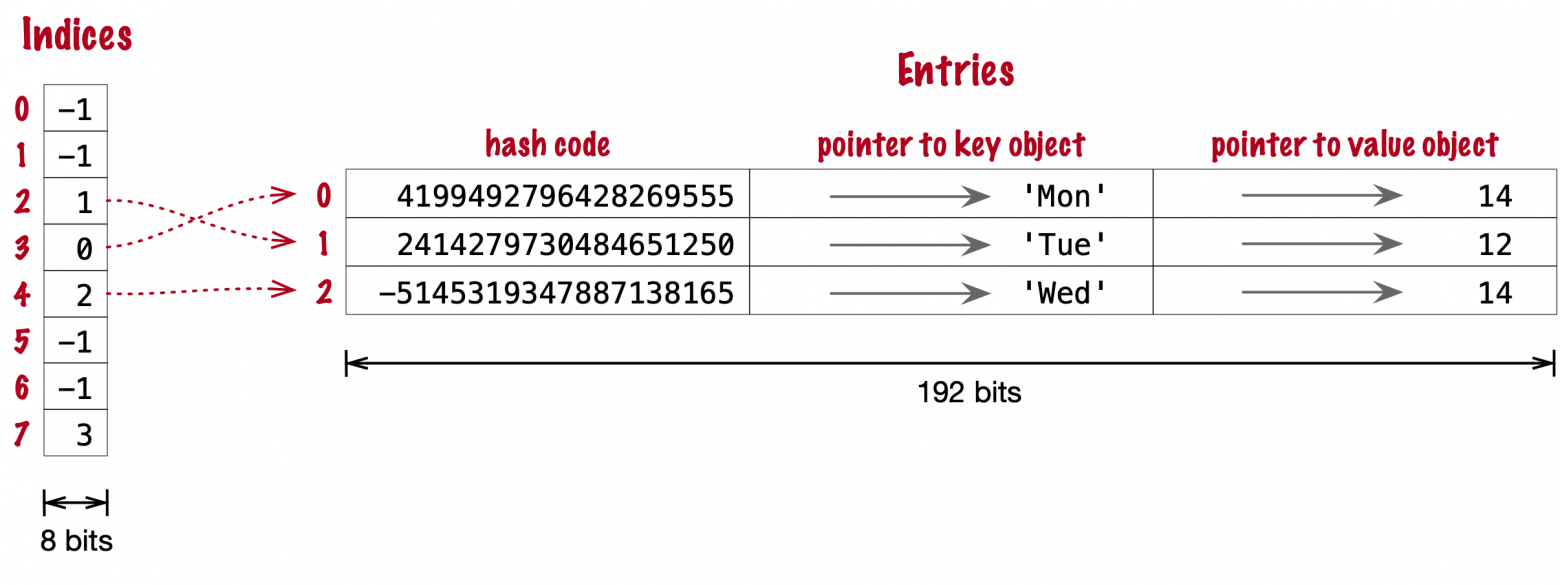 Indices
Entries
hash code pointer to key object pointer to value object
0 -1
1 -1
2 1
3 0
4 2
5 -1
6 -1
7 3
0 4199492796428269555 'Mon' 14
1 2414279730484651250 'Tue' 12
2 -5145319347887138165 'Wed' 14
192 bits
8 bits